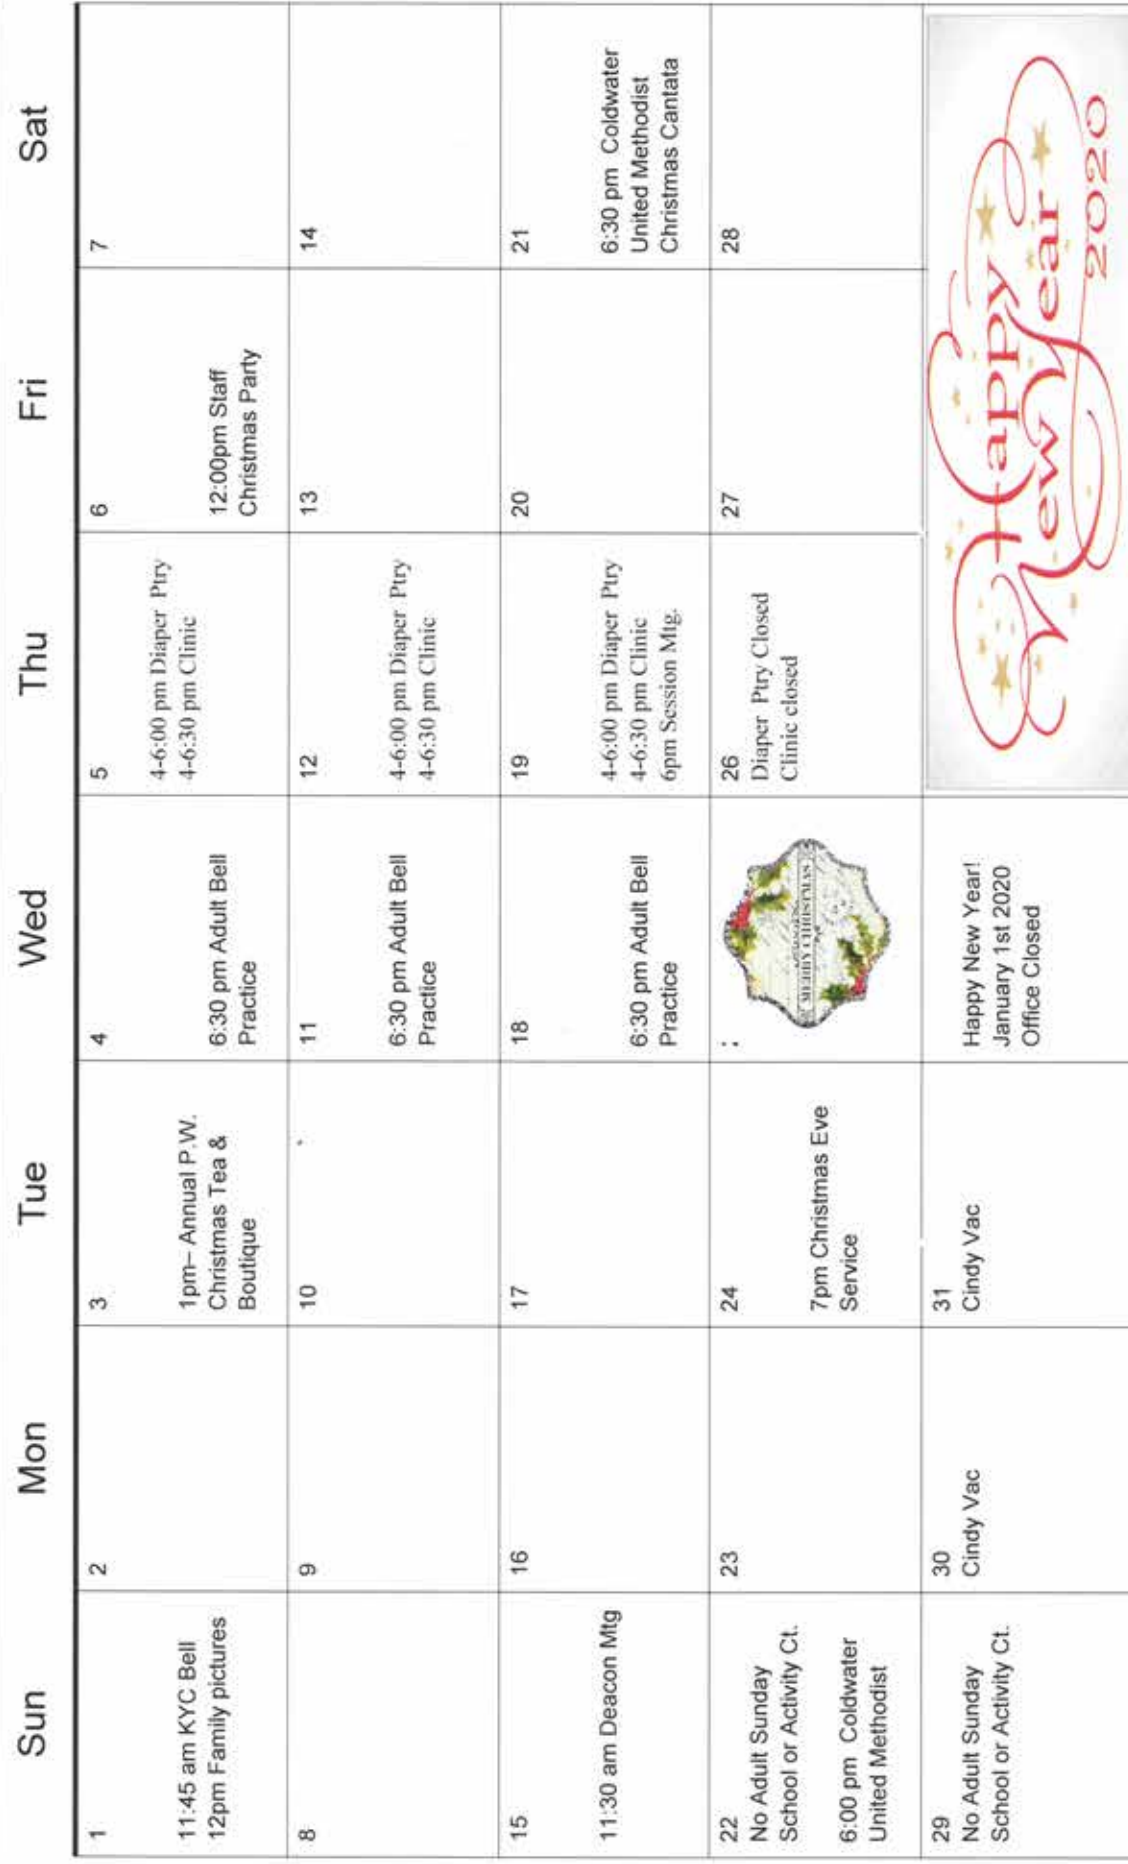 Sun
Mon
Tue
Wed
Thu
Fri
Sat
1
11:45 am KYC Bell
12pm Family pictures
2
3
1pm– Annual P.W.
Christmas Tea &
Boutique
4
6:30 pm Adult Bell
Practice
5
4-6:00 pm Diaper Ptry
4-6:30 pm Clinic
6
12:00pm Staff
Christmas Party
7
8
9
10
11
6:30 pm Adult Bell
Practice
12
4-6:00 pm Diaper Ptry
4-6:30 pm Clinic
13
14
15
11:30 am Deacon Mtg
16
17
18
6:30 pm Adult Bell
Practice
19
4-6:00 pm Diaper Ptry
4-6:30 pm Clinic
6pm Session Mtg.
20
21
6:30 pm Coldwater
United Methodist
Christmas Cantata
22
No Adult Sunday
School or Activity Ct.
6:00 pm Coldwater
United Methodist
23
24
7pm Christmas Eve
Service
MERRY CHRISTMAS
26
Diaper Ptry Closed
Clinic closed
27
28
29
No Adult Sunday
School or Activity Ct.
30
Cindy Vac
31
Cindy Vac
Happy New Year!
January 1st 2020
Office Closed
Happy
New Year
2020